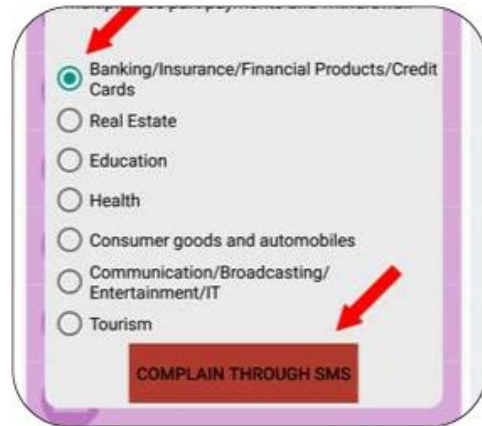 Banking/Insurance/Financial Products/Credit
Cards
Real Estate
Education
Health
Consumer goods and automobiles
Communication/Broadcasting/
Entertainment/IT
Tourism
COMPLAIN THROUGH SMS